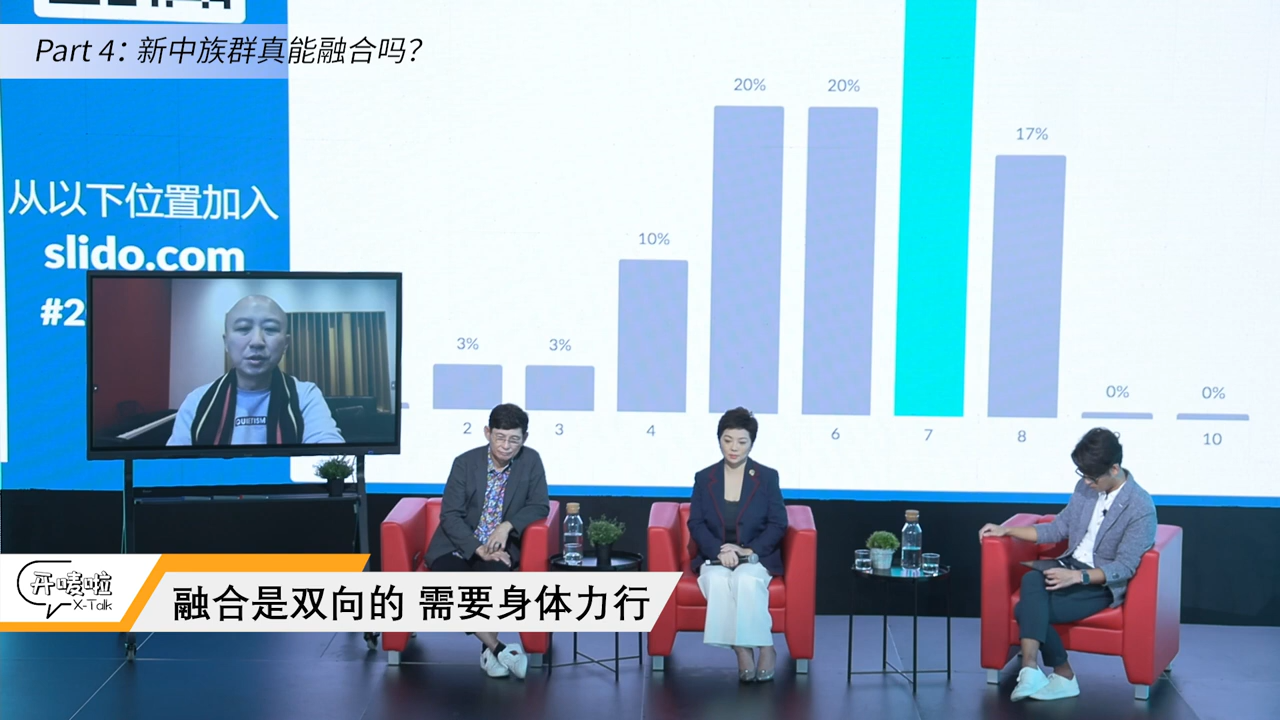 Part 4：新中族群真能融合吗？
从以下位置加入
slido.com
#2
20%
20%
17%
10%
3%
3%
0%
0%
2
3
4
6
7
8
10
开唛啦
X-Talk
融合是双向的 需要身体力行